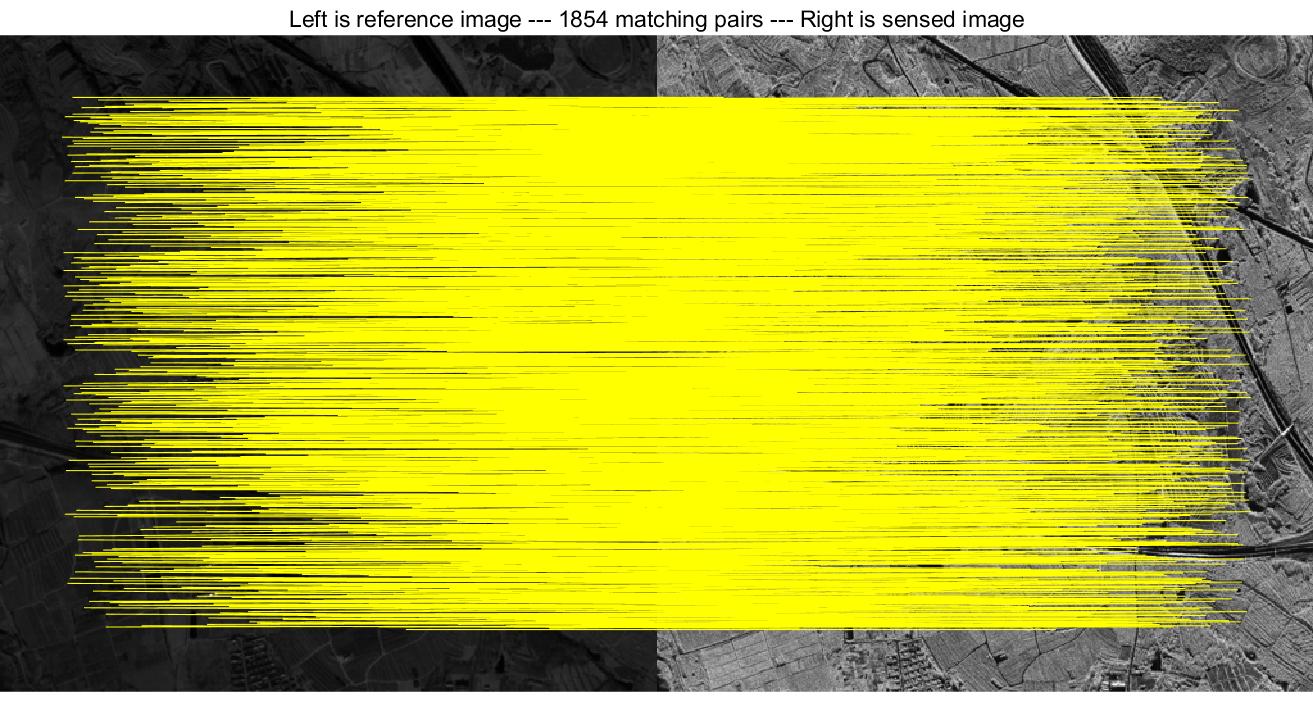 Left is reference image --- 1854 matching pairs --- Right is sensed image